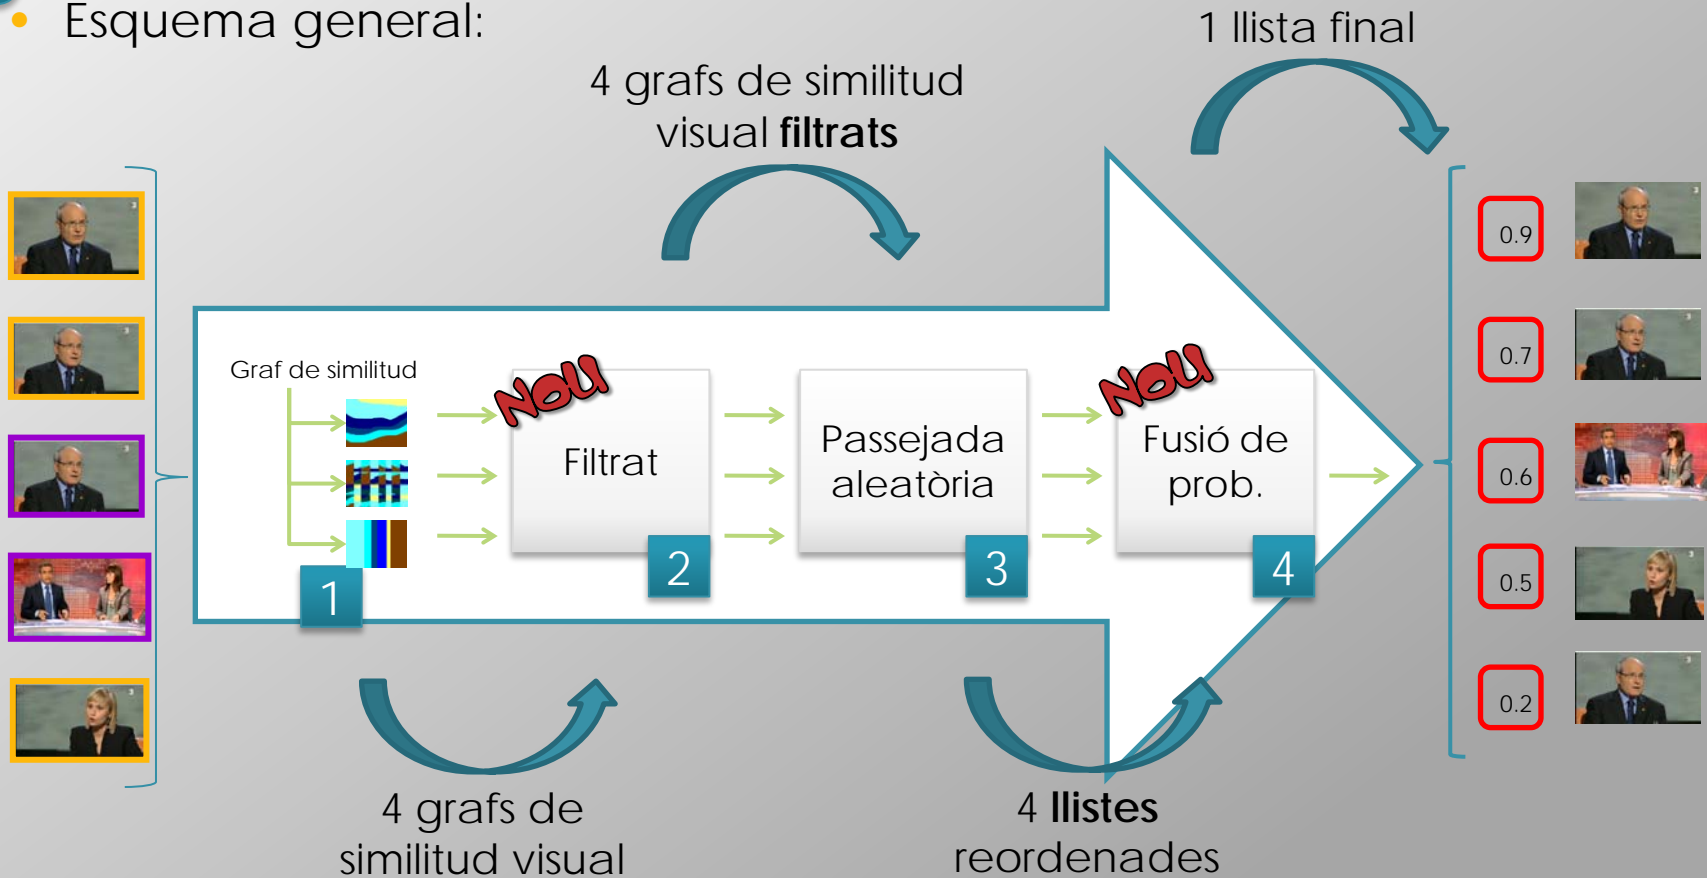 Esquema general:
1 llista final
4 grafs de similitud
visual filtrats
Graf de similitud
NOU
Filtrat
Passejada
aleatòria
NOU
Fusió de
prob.
1
2
3
4
4 grafs de
similitud visual
4 llistes
reordenades
0.9
0.7
0.6
0.5
0.2